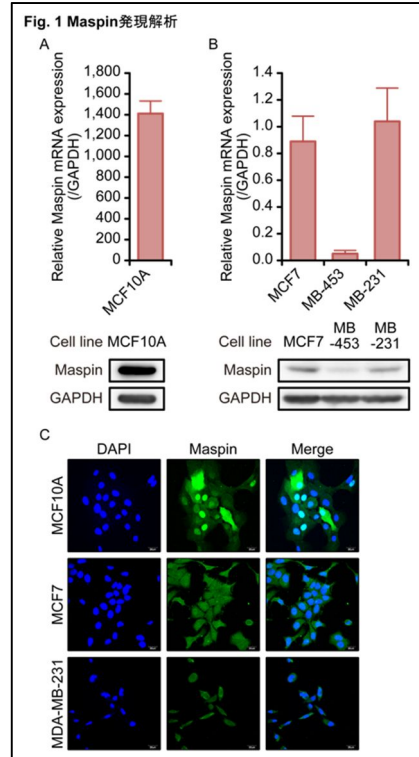 Fig. 1 Maspin発現解析
A
Relative Maspin mRNA expression
(/GAPDH)
1,800
1,600
1,400
1,200
1,000
800
600
400
200
0
MCF10A
Cell line MCF10A
Maspin
GAPDH
B
Relative Maspin mRNA expression
(/GAPDH)
1.4
1.2
1.0
0.8
0.6
0.4
0.2
0.0
MCF7
MB-453
MB-231
Cell line MCF7 MB-453 MB-231
Maspin
GAPDH
C
DAPI Maspin Merge
MCF10A
MCF7
MDA-MB-231